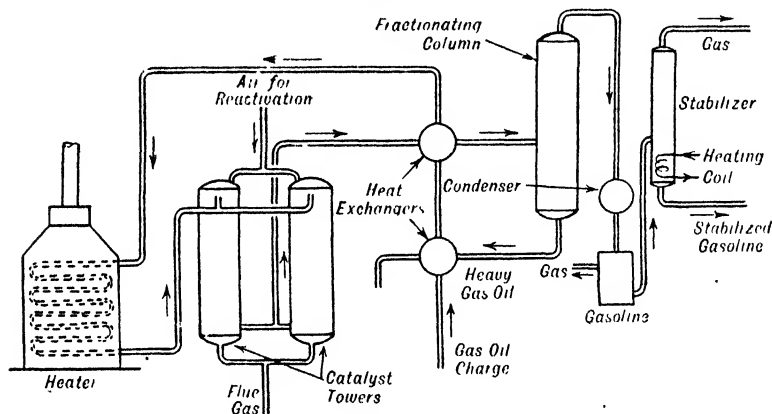 Fractionating
Column
Gas
Air for
Reactivation
Stabilizer
Heating
Coil
Condenser
Heat
Exchangers
Stabilized
Gasoline
Heavy
Gas Oil
Gas
Gasoline
Gas Oil
Charge
Heater
Catalyst
Towers
Flue
Gas